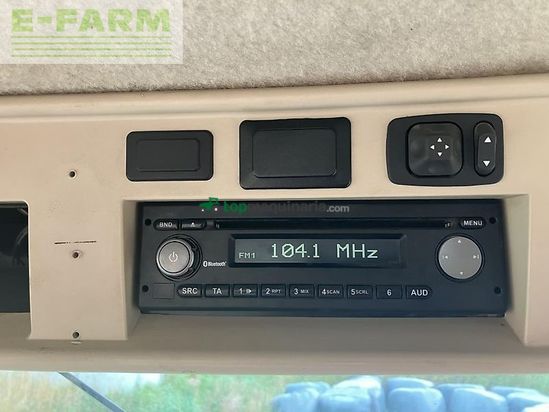 E-FARM
topmaquinaria.com
BND
MENU
FM1 104.1 MHz
Bluetooth
SRC TA 1 2 RPT 3 MIX 4 SCAN 5 SCRL 6 AUD